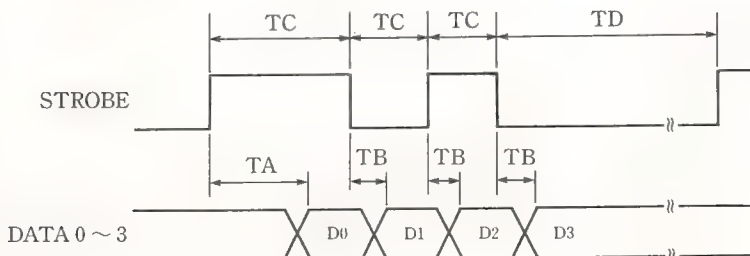 TC TC TC TD
STROBE
TA TB TB TB
DATA 0 ~ 3 D0 D1 D2 D3